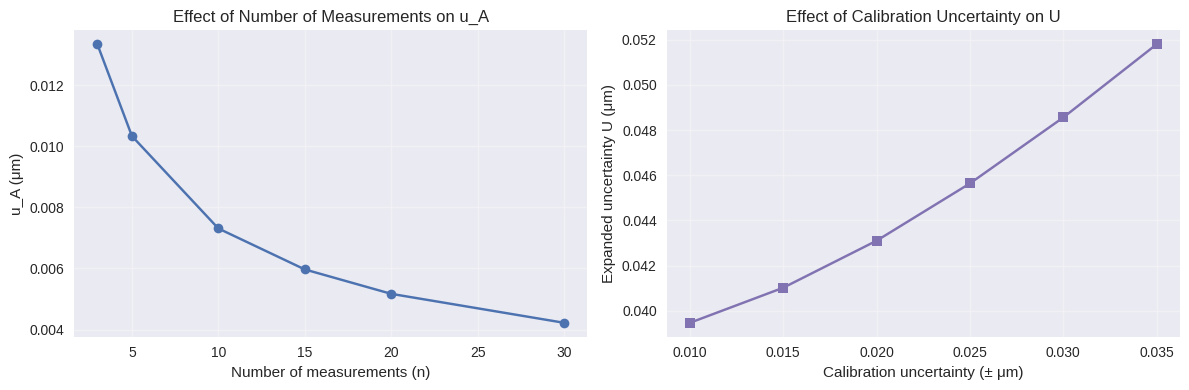 Effect of Number of Measurements on u_A
0.012
0.010
0.008
0.006
0.004
u_A (μm)
5 10 15 20 25 30
Number of measurements (n)
Effect of Calibration Uncertainty on U
0.052
0.050
0.048
0.046
0.044
0.042
0.040
Expanded uncertainty U (μm)
0.010 0.015 0.020 0.025 0.030 0.035
Calibration uncertainty (± μm)